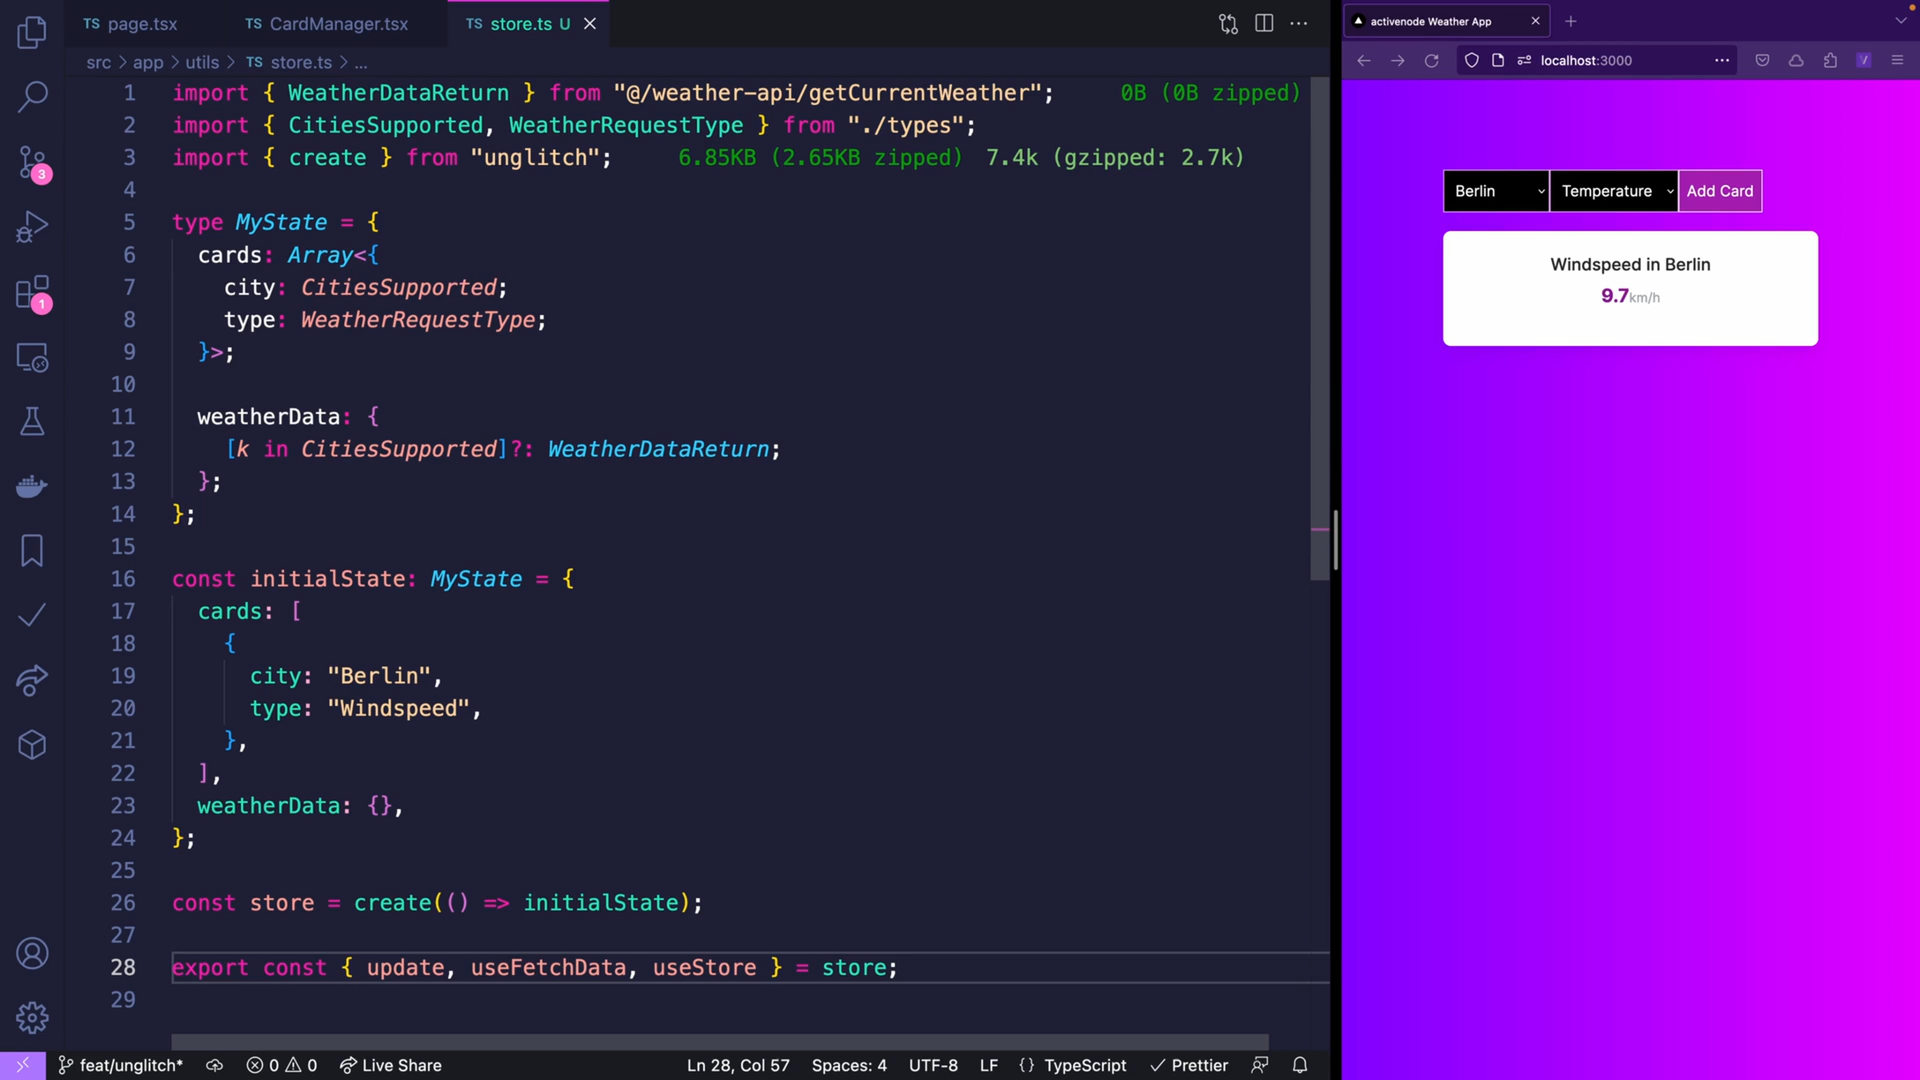 TS page.tsx TS CardManager.tsx TS store.ts U
src > app > utils > TS store.ts > ...
1 import { WeatherDataReturn } from "@/weather-api/getCurrentWeather"; 0B (0B zipped)
2 import { CitiesSupported, WeatherRequestType } from "./types";
3 import { create } from "unglitch"; 6.85KB (2.65KB zipped) 7.4k (gzipped: 2.7k)
4
5 type MyState = {
6 cards: Array<{
7 city: CitiesSupported;
8 type: WeatherRequestType;
9 }>;
10
11 weatherData: {
12 [k in CitiesSupported]?: WeatherDataReturn;
13 };
14 };
15
16 const initialState: MyState = {
17 cards: [
18 {
19 city: "Berlin",
20 type: "Windspeed",
21 },
22 ],
23 weatherData: {},
24 };
25
26 const store = create(() => initialState);
27
28 export const { update, useFetchData, useStore } = store;
29
3
1
feat/unglitch* 0 0 Live Share Ln 28, Col 57 Spaces: 4 UTF-8 LF {} TypeScript Prettier
activenode Weather App
localhost:3000
V
Berlin Temperature Add Card
Windspeed in Berlin
9.7km/h